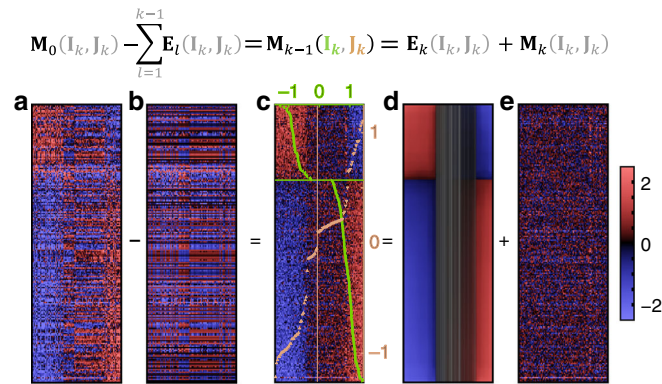 k−1
M₀(Iₖ, Jₖ) −∑Eₗ(Iₖ, Jₖ)=Mₖ₋₁(Iₖ, Jₖ) = Eₖ(Iₖ, Jₖ) + Mₖ(Iₖ, Jₖ)
l=1
−1 0 1
a b c d e
1
2
− = 0 = + 0
−2
−1